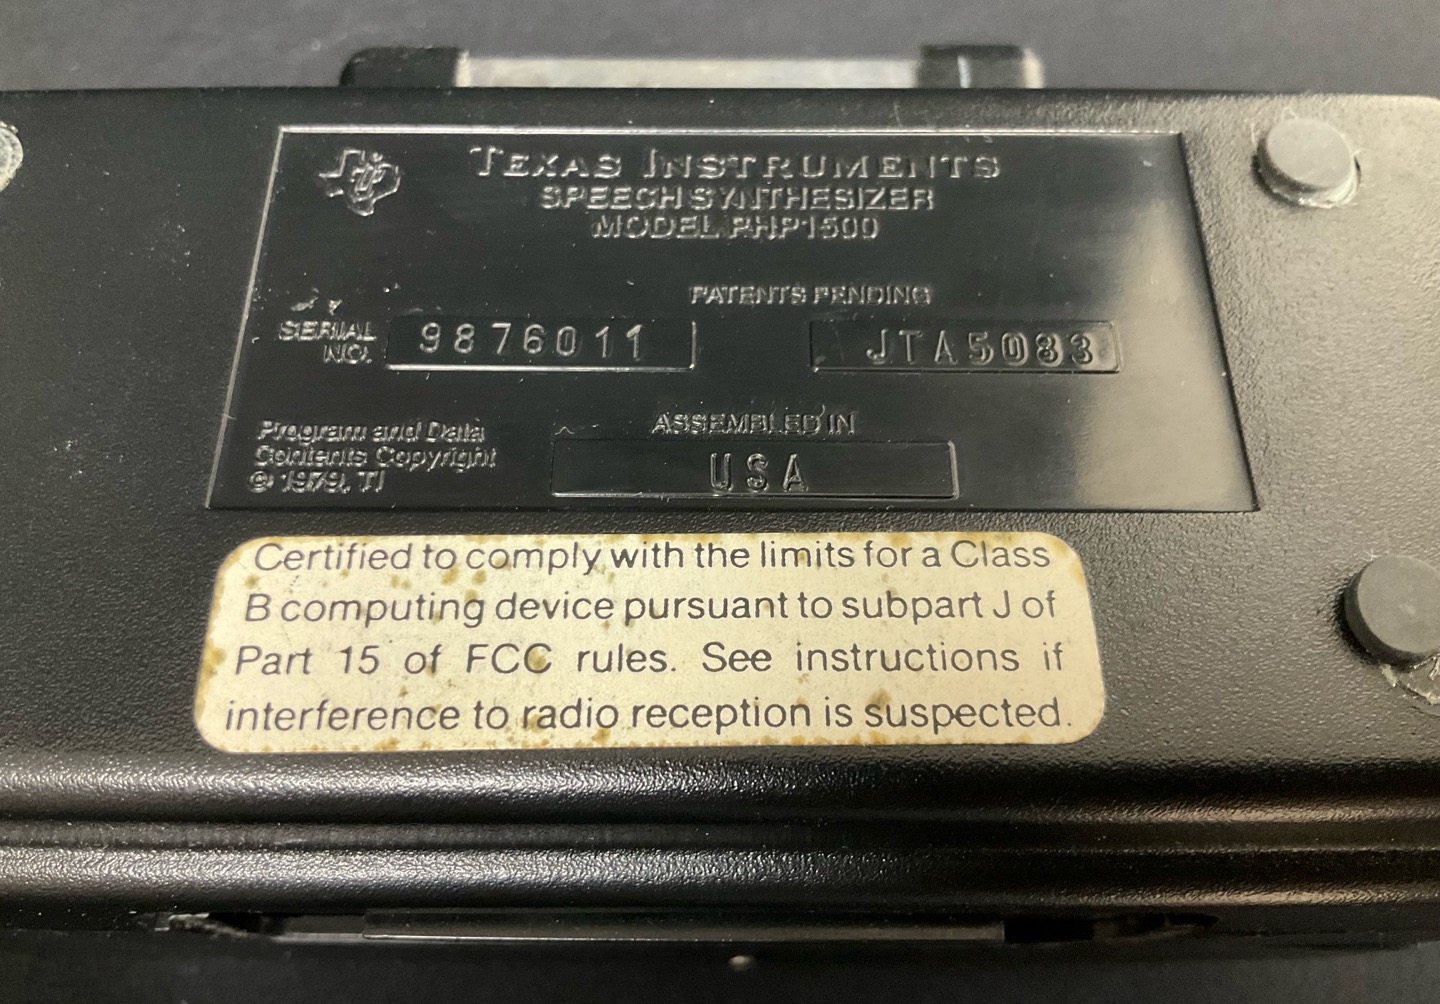 TEXAS INSTRUMENTS
SPEECH SYNTHESIZER
MODEL PHP1500
PATENTS PENDING
SERIAL NO. 9876011 JTA5083
Program and Data
Contents Copyright
© 1979, TI
ASSEMBLED IN
USA
Certified to comply with the limits for a Class
B computing device pursuant to subpart J of
Part 15 of FCC rules. See instructions if
interference to radio reception is suspected.